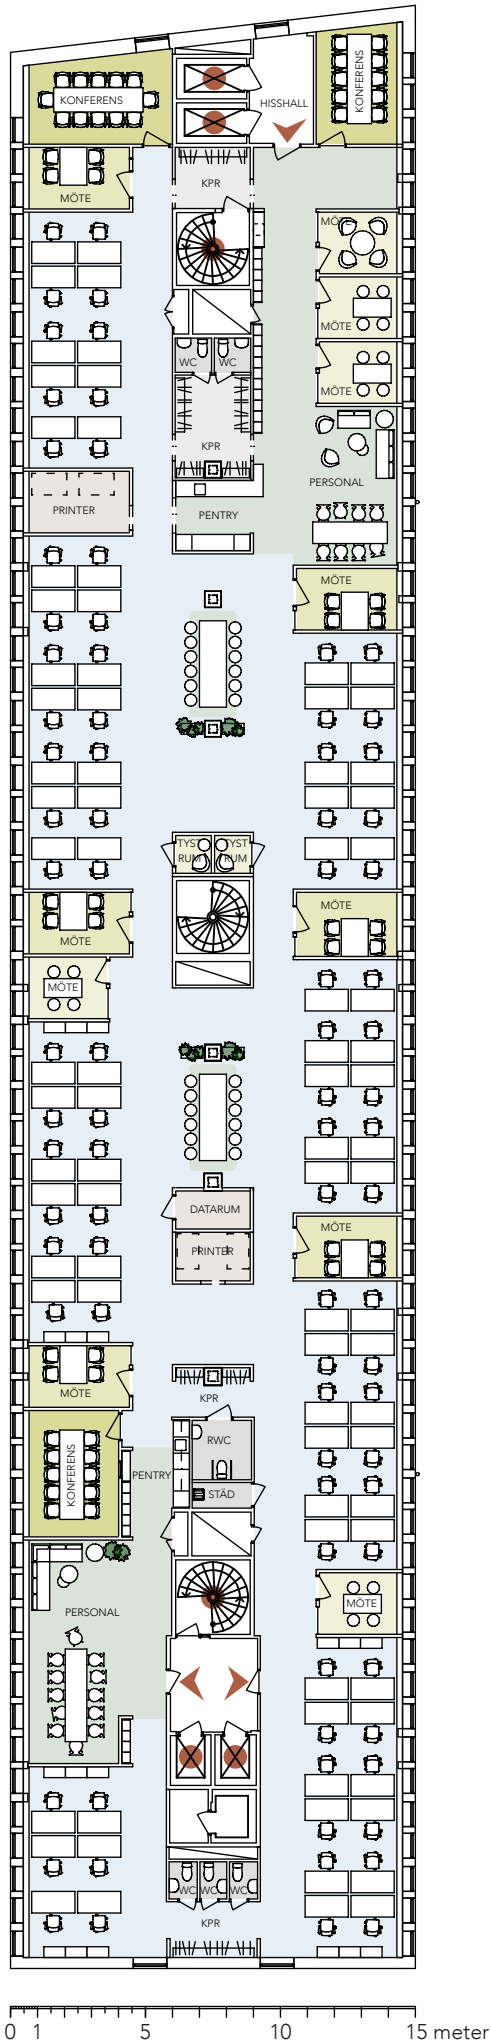 KONFERENS
HISSHALL
KONFERENS
MÖTE
KPR
MÖTE
MÖTE
WC
WC
MÖTE
KPR
PERSONAL
PRINTER
PENTRY
MÖTE
TYST
RUM
TYST
RUM
MÖTE
MÖTE
MÖTE
DATARUM
MÖTE
PRINTER
MÖTE
KPR
RWC
KONFERENS
PENTRY
STÄD
MÖTE
PERSONAL
WC
WC
WC
KPR
0 1 5 10 15 meter